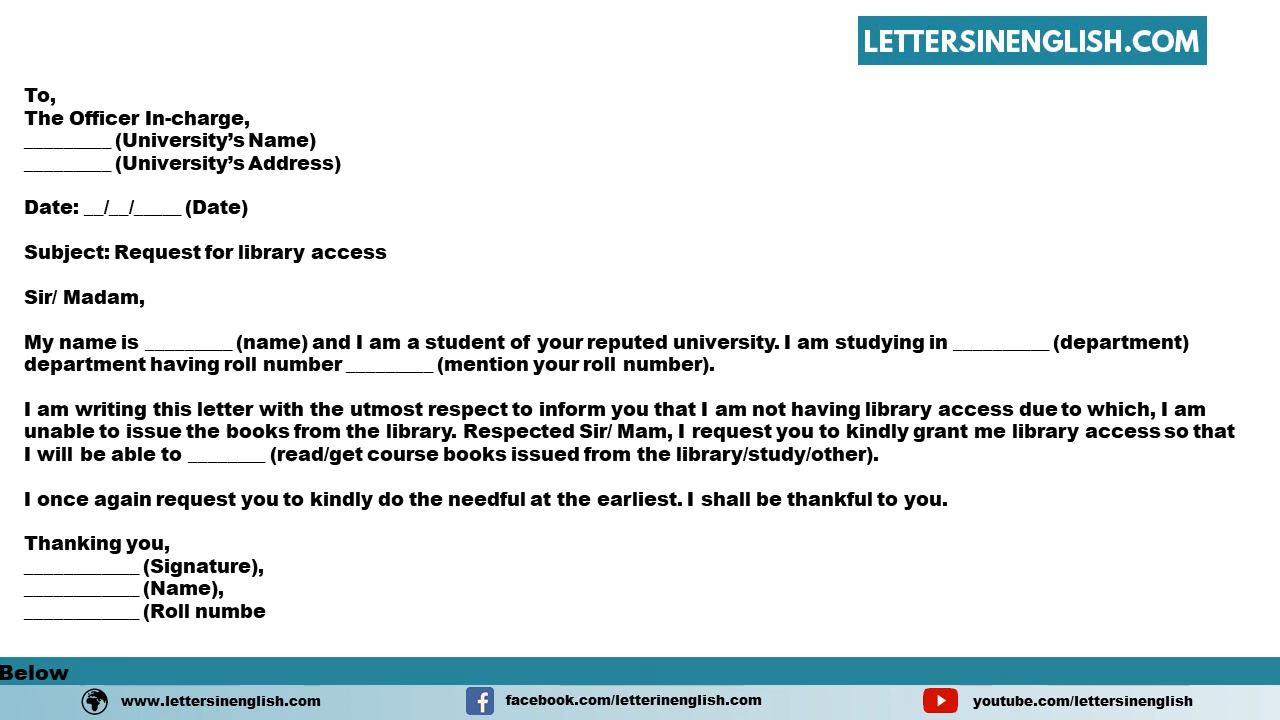 LETTERSINENGLISH.COM
To,
The Officer In-charge,
_________ (University’s Name)
_________ (University’s Address)
Date: __/__/_____ (Date)
Subject: Request for library access
Sir/ Madam,
My name is _________ (name) and I am a student of your reputed university. I am studying in __________ (department)
department having roll number _________ (mention your roll number).
I am writing this letter with the utmost respect to inform you that I am not having library access due to which, I am
unable to issue the books from the library. Respected Sir/ Mam, I request you to kindly grant me library access so that
I will be able to ________ (read/get course books issued from the library/study/other).
I once again request you to kindly do the needful at the earliest. I shall be thankful to you.
Thanking you,
____________ (Signature),
____________ (Name),
____________ (Roll numbe
Below
www.lettersinenglish.com
facebook.com/letterinenglish.com
youtube.com/lettersinenglish